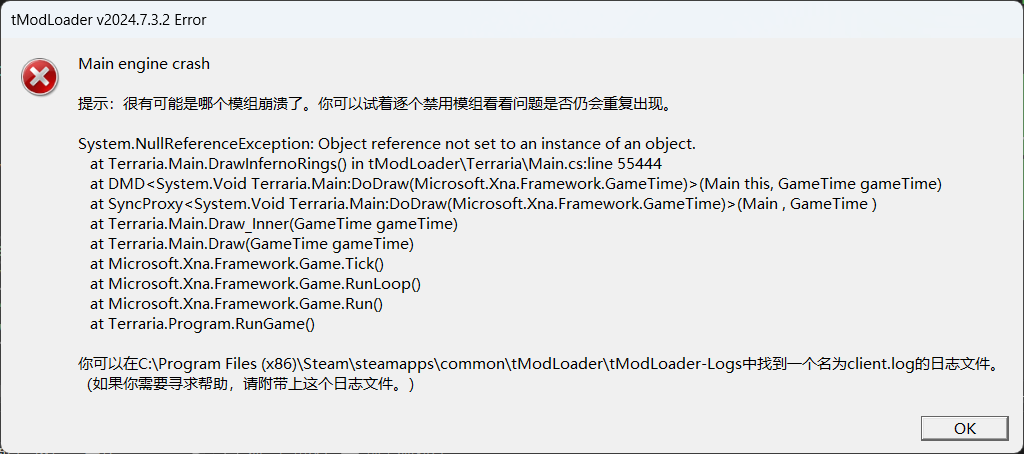 tModLoader v2024.7.3.2 Error
Main engine crash
提示：很有可能是哪个模组崩溃了。你可以试着逐个禁用模组看看问题是否仍会重复出现。
System.NullReferenceException: Object reference not set to an instance of an object.
at Terraria.Main.DrawInfernoRings() in tModLoader\Terraria\Main.cs:line 55444
at DMD<System.Void Terraria.Main:DoDraw(Microsoft.Xna.Framework.GameTime)>(Main this, GameTime gameTime)
at SyncProxy<System.Void Terraria.Main:DoDraw(Microsoft.Xna.Framework.GameTime)>(Main , GameTime )
at Terraria.Main.Draw_Inner(GameTime gameTime)
at Terraria.Main.Draw(GameTime gameTime)
at Microsoft.Xna.Framework.Game.Tick()
at Microsoft.Xna.Framework.Game.RunLoop()
at Microsoft.Xna.Framework.Game.Run()
at Terraria.Program.RunGame()
你可以在C:\Program Files (x86)\Steam\steamapps\common\tModLoader\tModLoader-Logs中找到一个名为client.log的日志文件。
（如果你需要寻求帮助，请附带上这个日志文件。）
OK